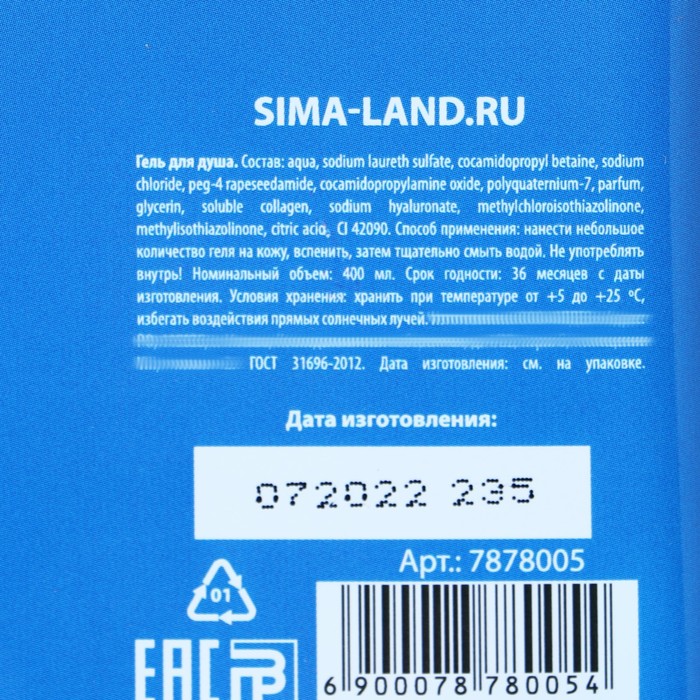 SIMA-LAND.RU
Гель для душа. Состав: aqua, sodium laureth sulfate, cocamidopropyl betaine, sodium
chloride, peg-4 rapeseedamide, cocamidopropylamine oxide, polyquaternium-7, parfum,
glycerin, soluble collagen, sodium hyaluronate, methylchloroisothiazolinone,
methylisothiazolinone, citric acid, CI 42090. Способ применения: нанести небольшое
количество геля на кожу, вспенить, затем тщательно смыть водой. Не употреблять
внутрь! Номинальный объем: 400 мл. Срок годности: 36 месяцев с даты
изготовления. Условия хранения: хранить при температуре от +5 до +25 °C,
избегать воздействия прямых солнечных лучей.
ГОСТ 31696-2012. Дата изготовления: см. на упаковке.
Дата изготовления:
072022 235
Арт.: 7878005
01
EAC
6 900078 780054